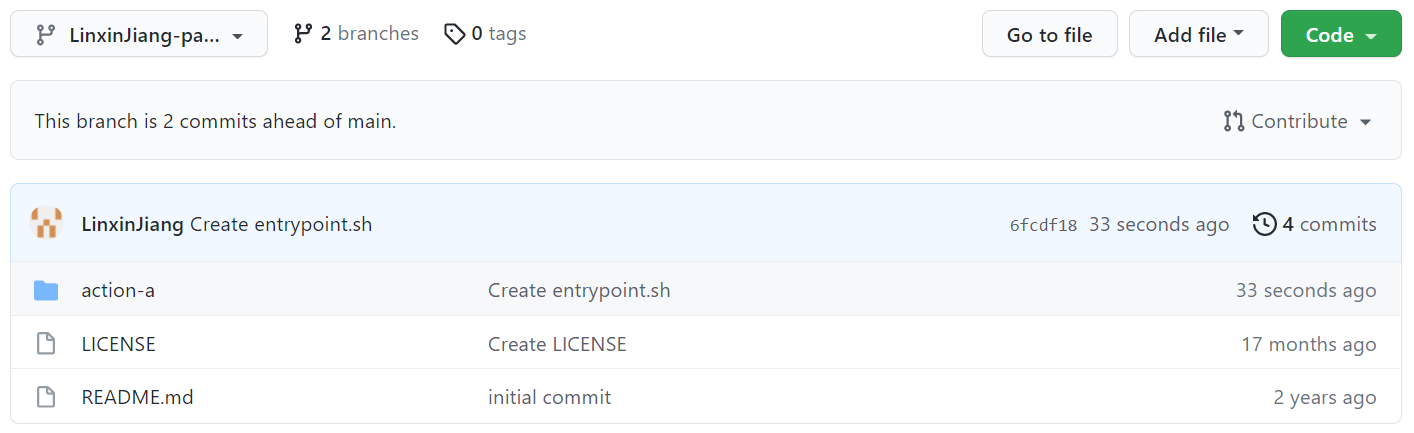 LinxinJiang-pa... 2 branches 0 tags Go to file Add file Code
This branch is 2 commits ahead of main. Contribute
LinxinJiang Create entrypoint.sh 6fcdf18 33 seconds ago 4 commits
action-a Create entrypoint.sh 33 seconds ago
LICENSE Create LICENSE 17 months ago
README.md initial commit 2 years ago